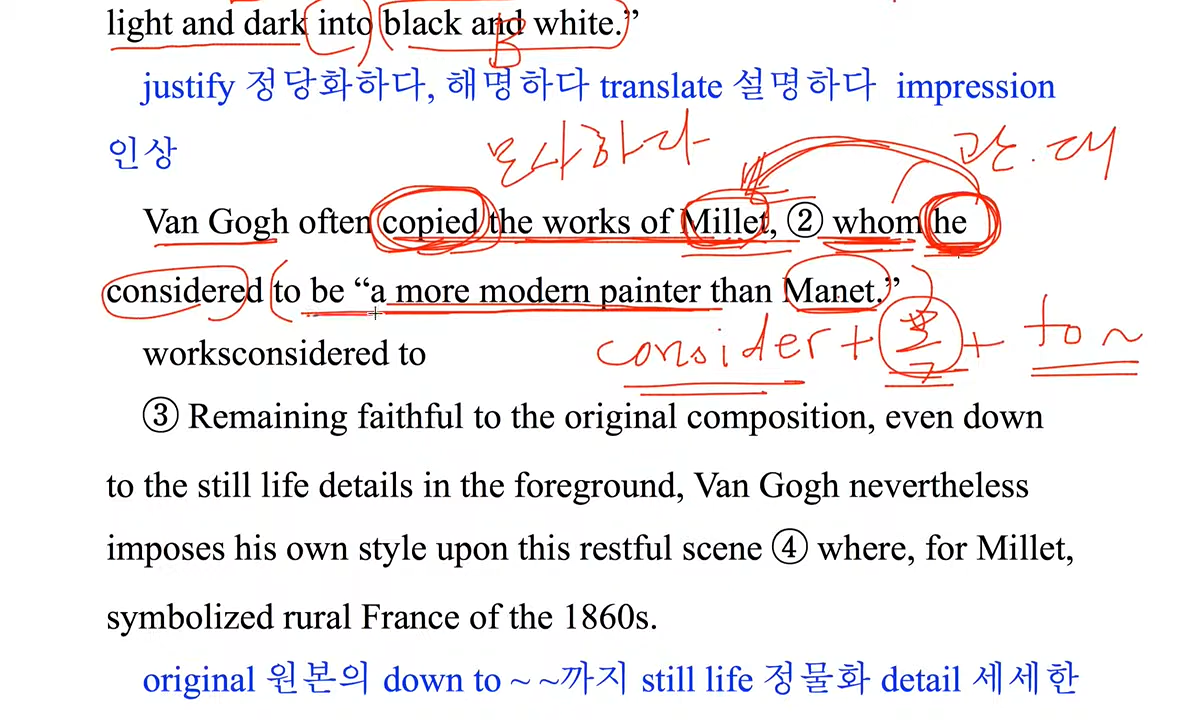 light and dark into black and white.”
B
justify 정당화하다, 해명하다 translate 설명하다 impression
인상
모사하다 관.대
Van Gogh often copied the works of Millet, ② whom he
considered to be “a more modern painter than Manet.”
worksconsidered to
consider + 목 + to ~
③ Remaining faithful to the original composition, even down
to the still life details in the foreground, Van Gogh nevertheless
imposes his own style upon this restful scene ④ where, for Millet,
symbolized rural France of the 1860s.
original 원본의 down to ~ ~까지 still life 정물화 detail 세세한